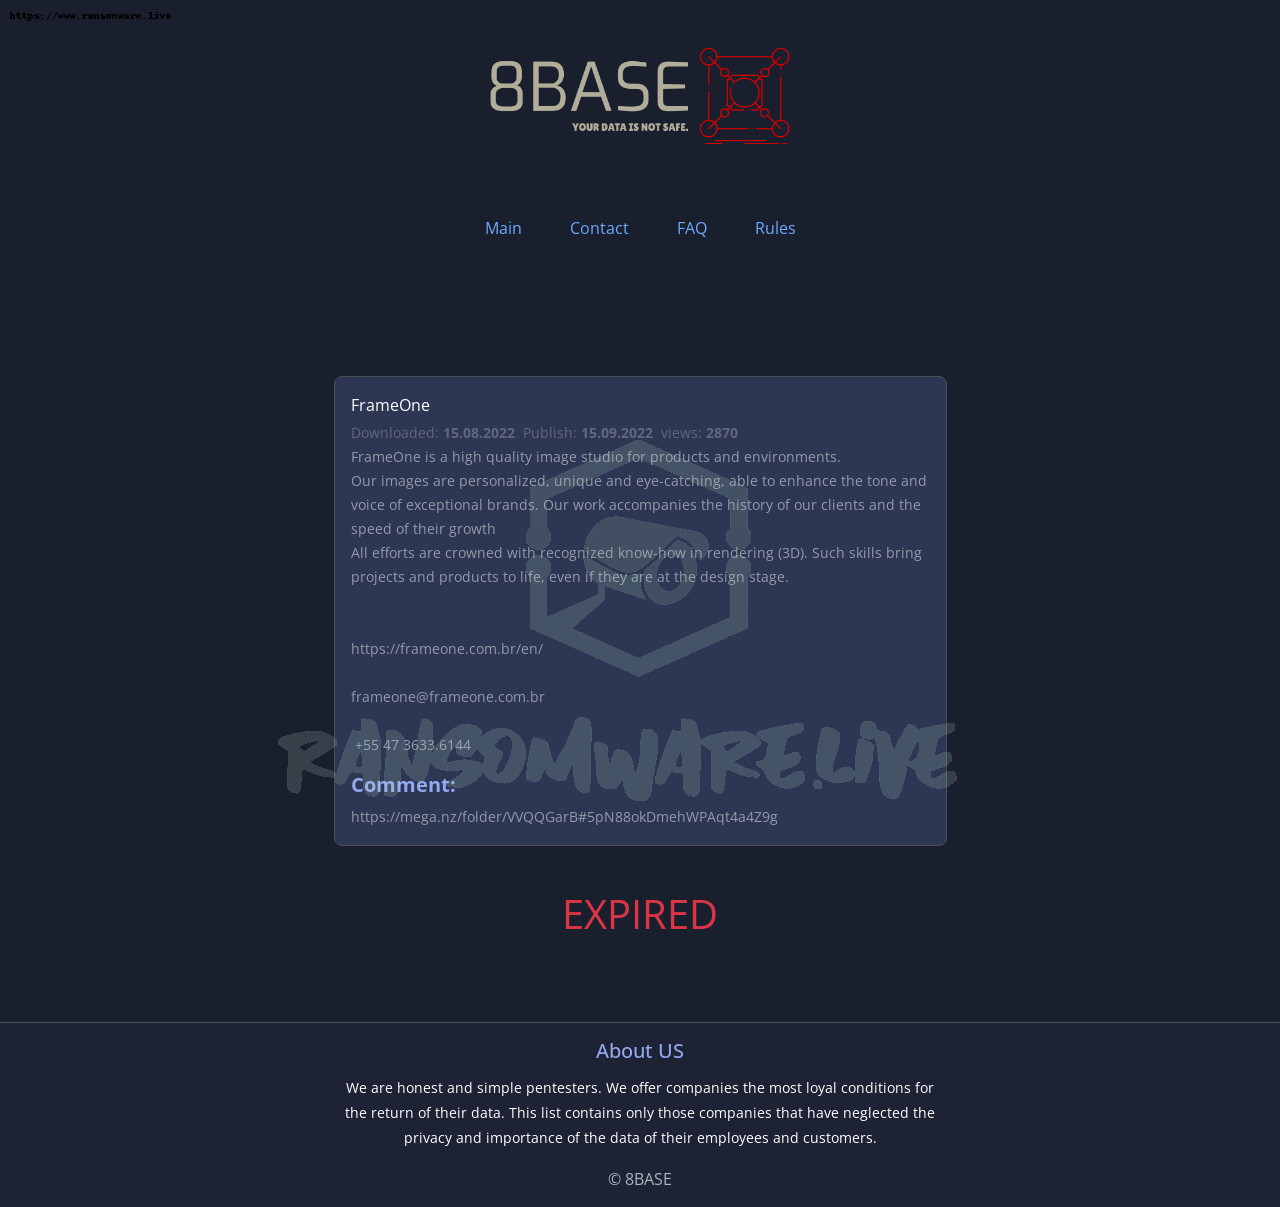 https://www.ransomware.live
8BASE
YOUR DATA IS NOT SAFE.
Main Contact FAQ Rules
FrameOne
Downloaded: 15.08.2022 Publish: 15.09.2022 views: 2870
FrameOne is a high quality image studio for products and environments.
Our images are personalized, unique and eye-catching, able to enhance the tone and
voice of exceptional brands. Our work accompanies the history of our clients and the
speed of their growth
All efforts are crowned with recognized know-how in rendering (3D). Such skills bring
projects and products to life, even if they are at the design stage.
https://frameone.com.br/en/
frameone@frameone.com.br
+55 47 3633.6144
RANSOMWARE.LIVE
Comment:
https://mega.nz/folder/VVQQGarB#5pN88okDmehWPAqt4a4Z9g
EXPIRED
About US
We are honest and simple pentesters. We offer companies the most loyal conditions for
the return of their data. This list contains only those companies that have neglected the
privacy and importance of the data of their employees and customers.
© 8BASE